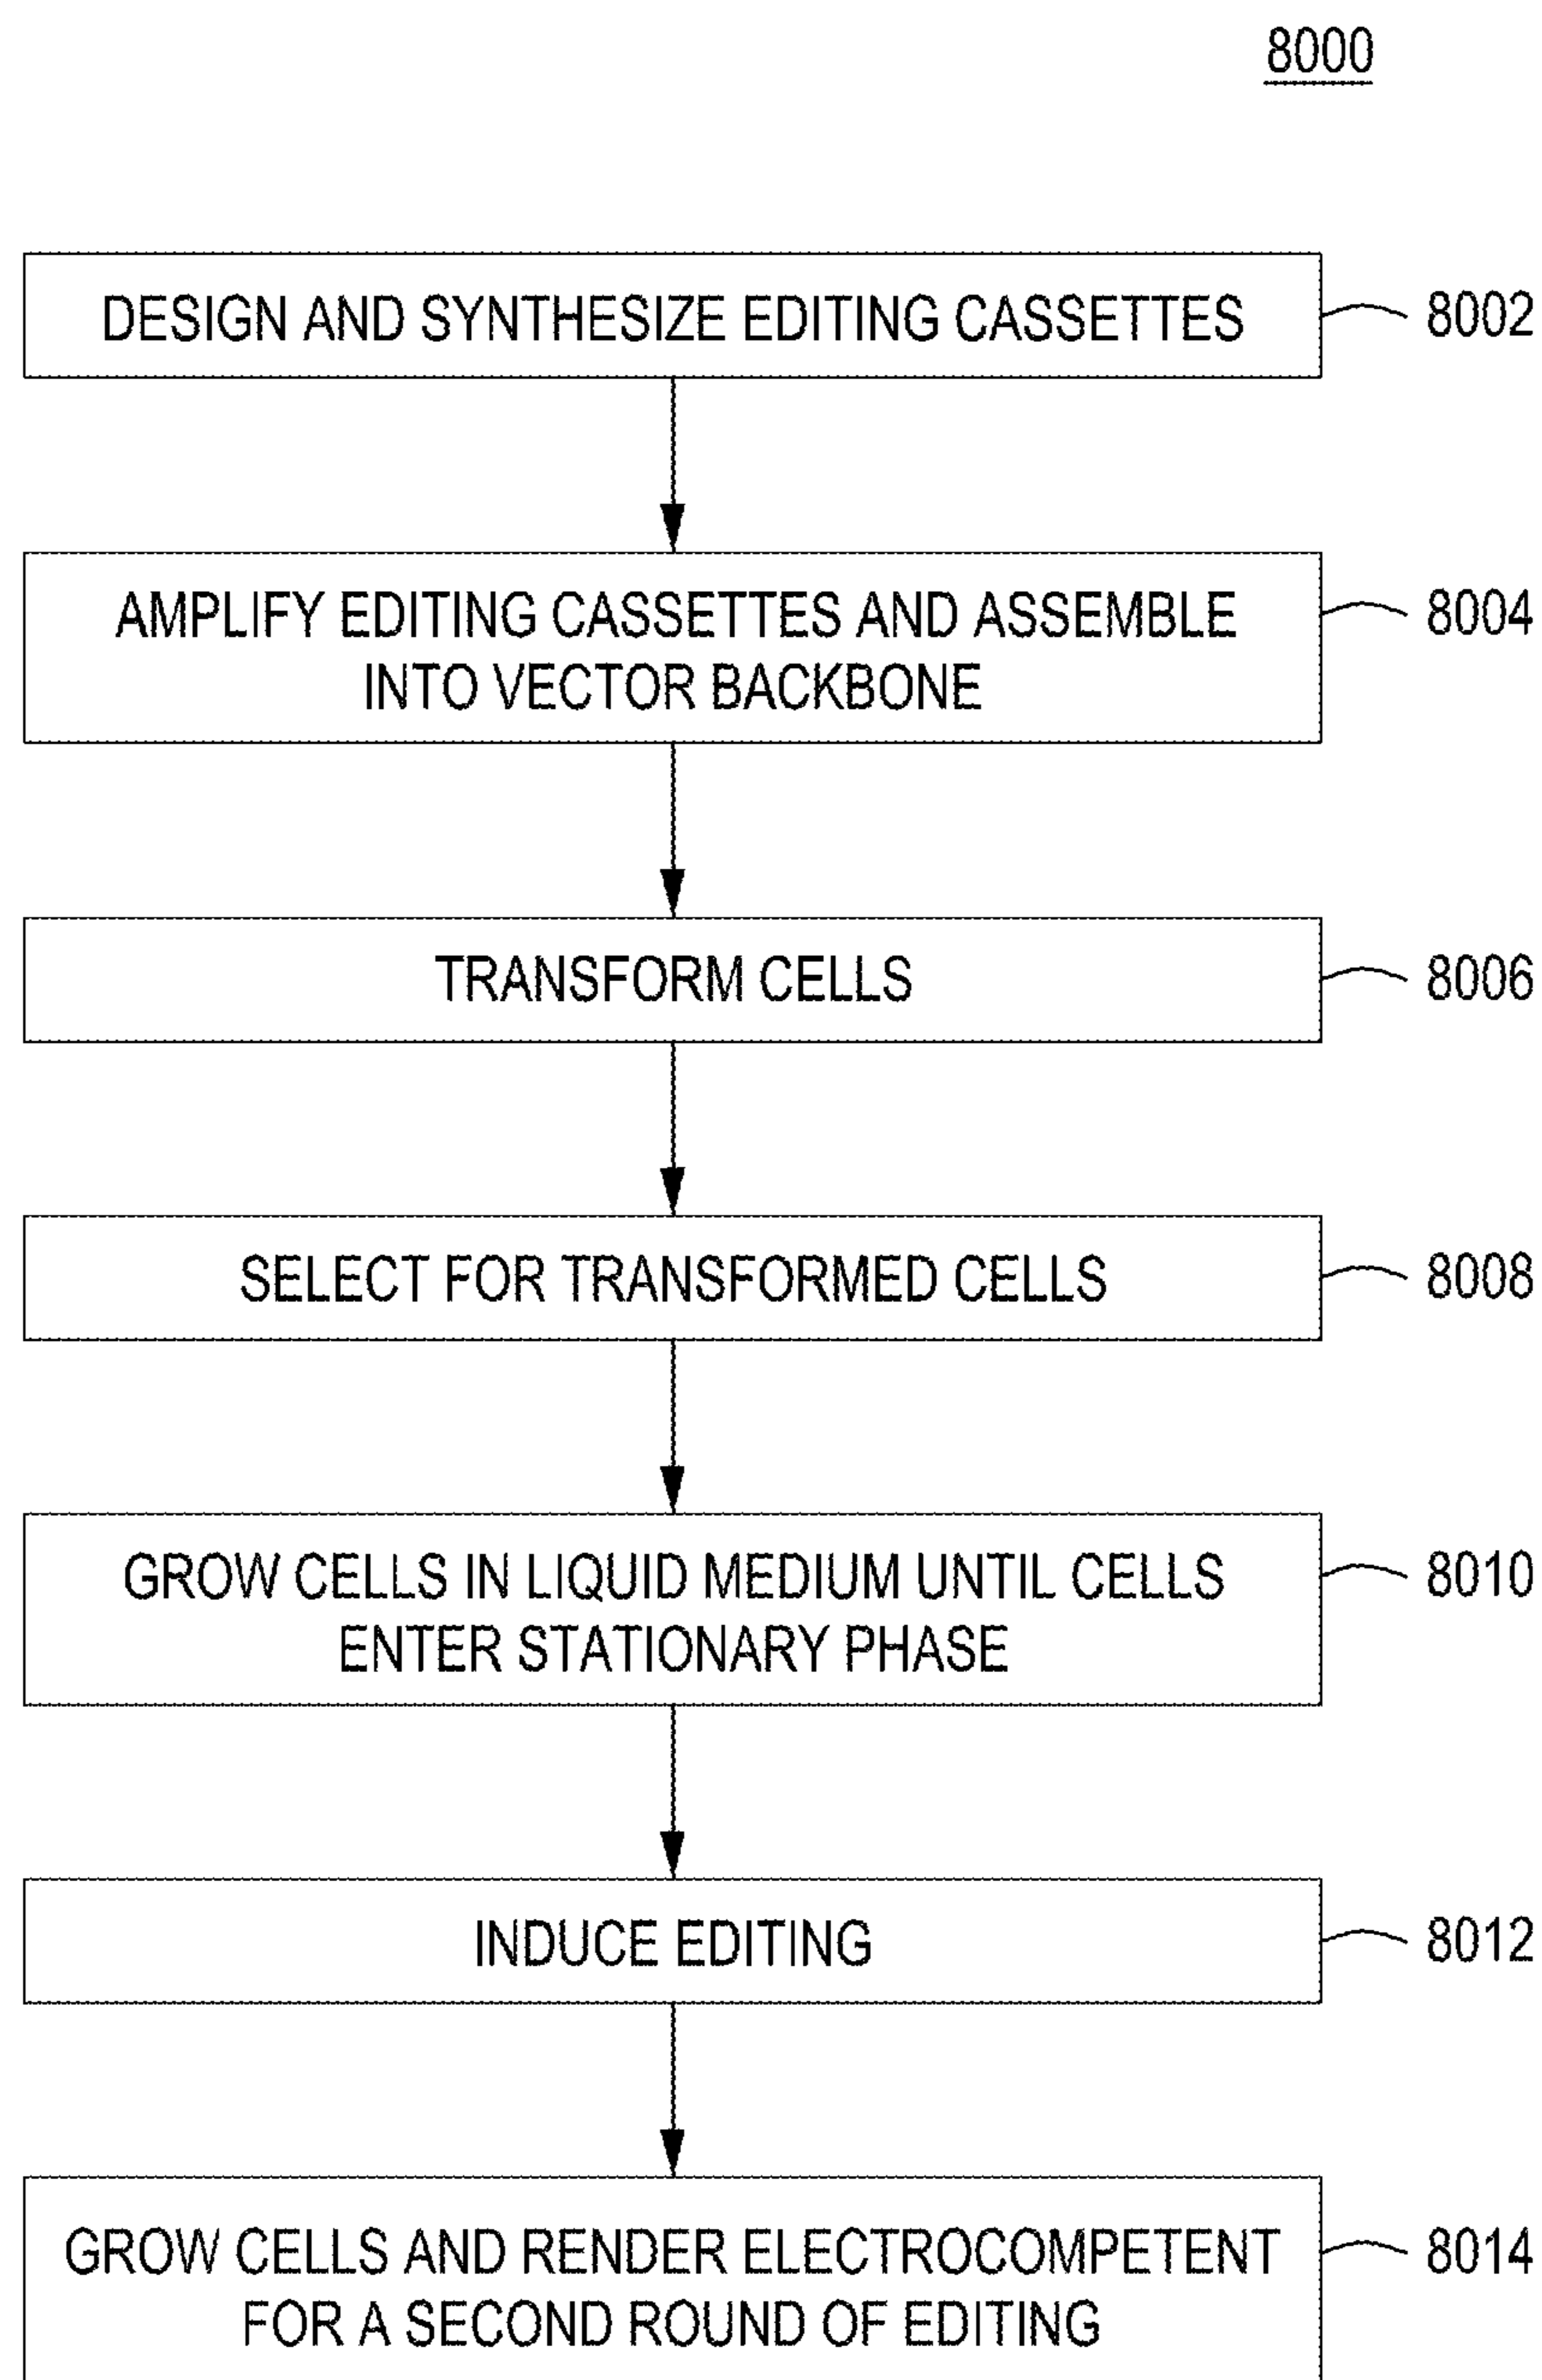 8000
DESIGN AND SYNTHESIZE EDITING CASSETTES
8002
AMPLIFY EDITING CASSETTES AND ASSEMBLE
INTO VECTOR BACKBONE
8004
TRANSFORM CELLS
8006
SELECT FOR TRANSFORMED CELLS
8008
GROW CELLS IN LIQUID MEDIUM UNTIL CELLS
ENTER STATIONARY PHASE
8010
INDUCE EDITING
8012
GROW CELLS AND RENDER ELECTROCOMPETENT
FOR A SECOND ROUND OF EDITING
8014